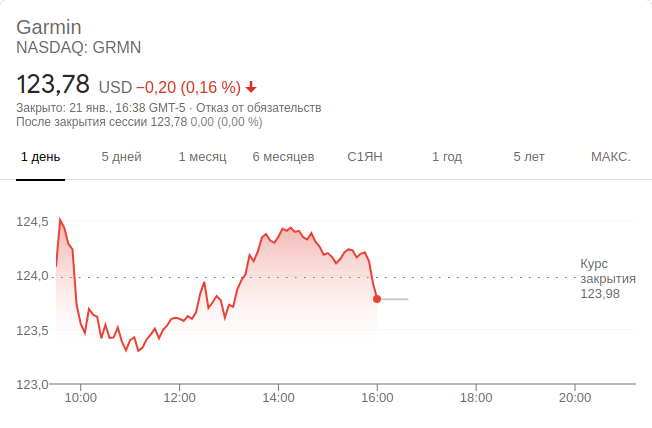 Garmin
NASDAQ: GRMN
123,78 USD −0,20 (0,16 %)
Закрыто: 21 янв., 16:38 GMT-5 · Отказ от обязательств
После закрытия сессии 123,78 0,00 (0,00 %)
1 день 5 дней 1 месяц 6 месяцев С1ЯН 1 год 5 лет МАКС.
124,5
124,0
123,5
123,0
Курс
закрытия
123,98
10:00 12:00 14:00 16:00 18:00 20:00